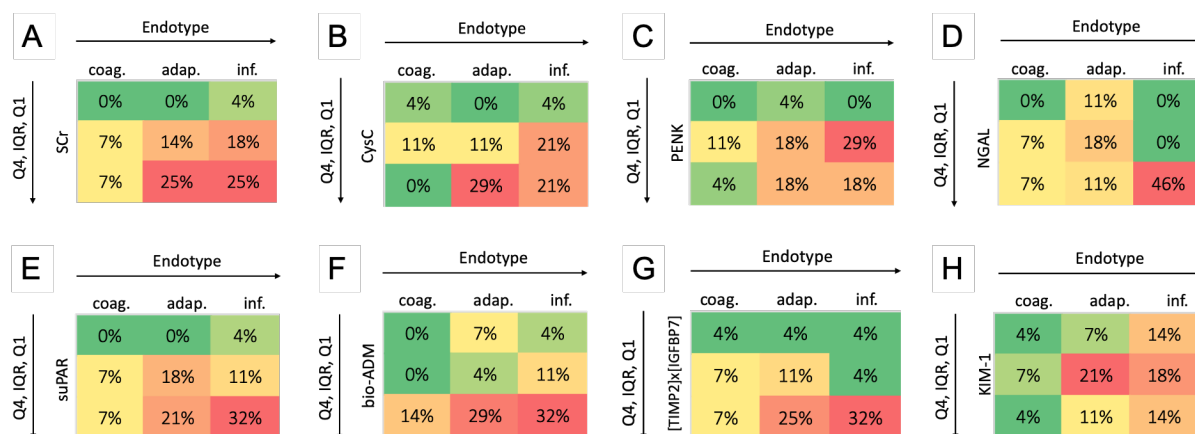 A
Endotype
coag. adap. inf.
Q4, IQR, Q1
SCr
0% 0% 4%
7% 14% 18%
7% 25% 25%
B
Endotype
coag. adap. inf.
Q4, IQR, Q1
CysC
4% 0% 4%
11% 11% 21%
0% 29% 21%
C
Endotype
coag. adap. inf.
Q4, IQR, Q1
PENK
0% 4% 0%
11% 18% 29%
4% 18% 18%
D
Endotype
coag. adap. inf.
Q4, IQR, Q1
NGAL
0% 11% 0%
7% 18% 0%
7% 11% 46%
E
Endotype
coag. adap. inf.
Q4, IQR, Q1
suPAR
0% 0% 4%
7% 18% 11%
7% 21% 32%
F
Endotype
coag. adap. inf.
Q4, IQR, Q1
bio-ADM
0% 7% 4%
0% 4% 11%
14% 29% 32%
G
Endotype
coag. adap. inf.
Q4, IQR, Q1
[TIMP2]x[IGFBP7]
4% 4% 4%
7% 11% 4%
7% 25% 32%
H
Endotype
coag. adap. inf.
Q4, IQR, Q1
KIM-1
4% 7% 14%
7% 21% 18%
4% 11% 14%